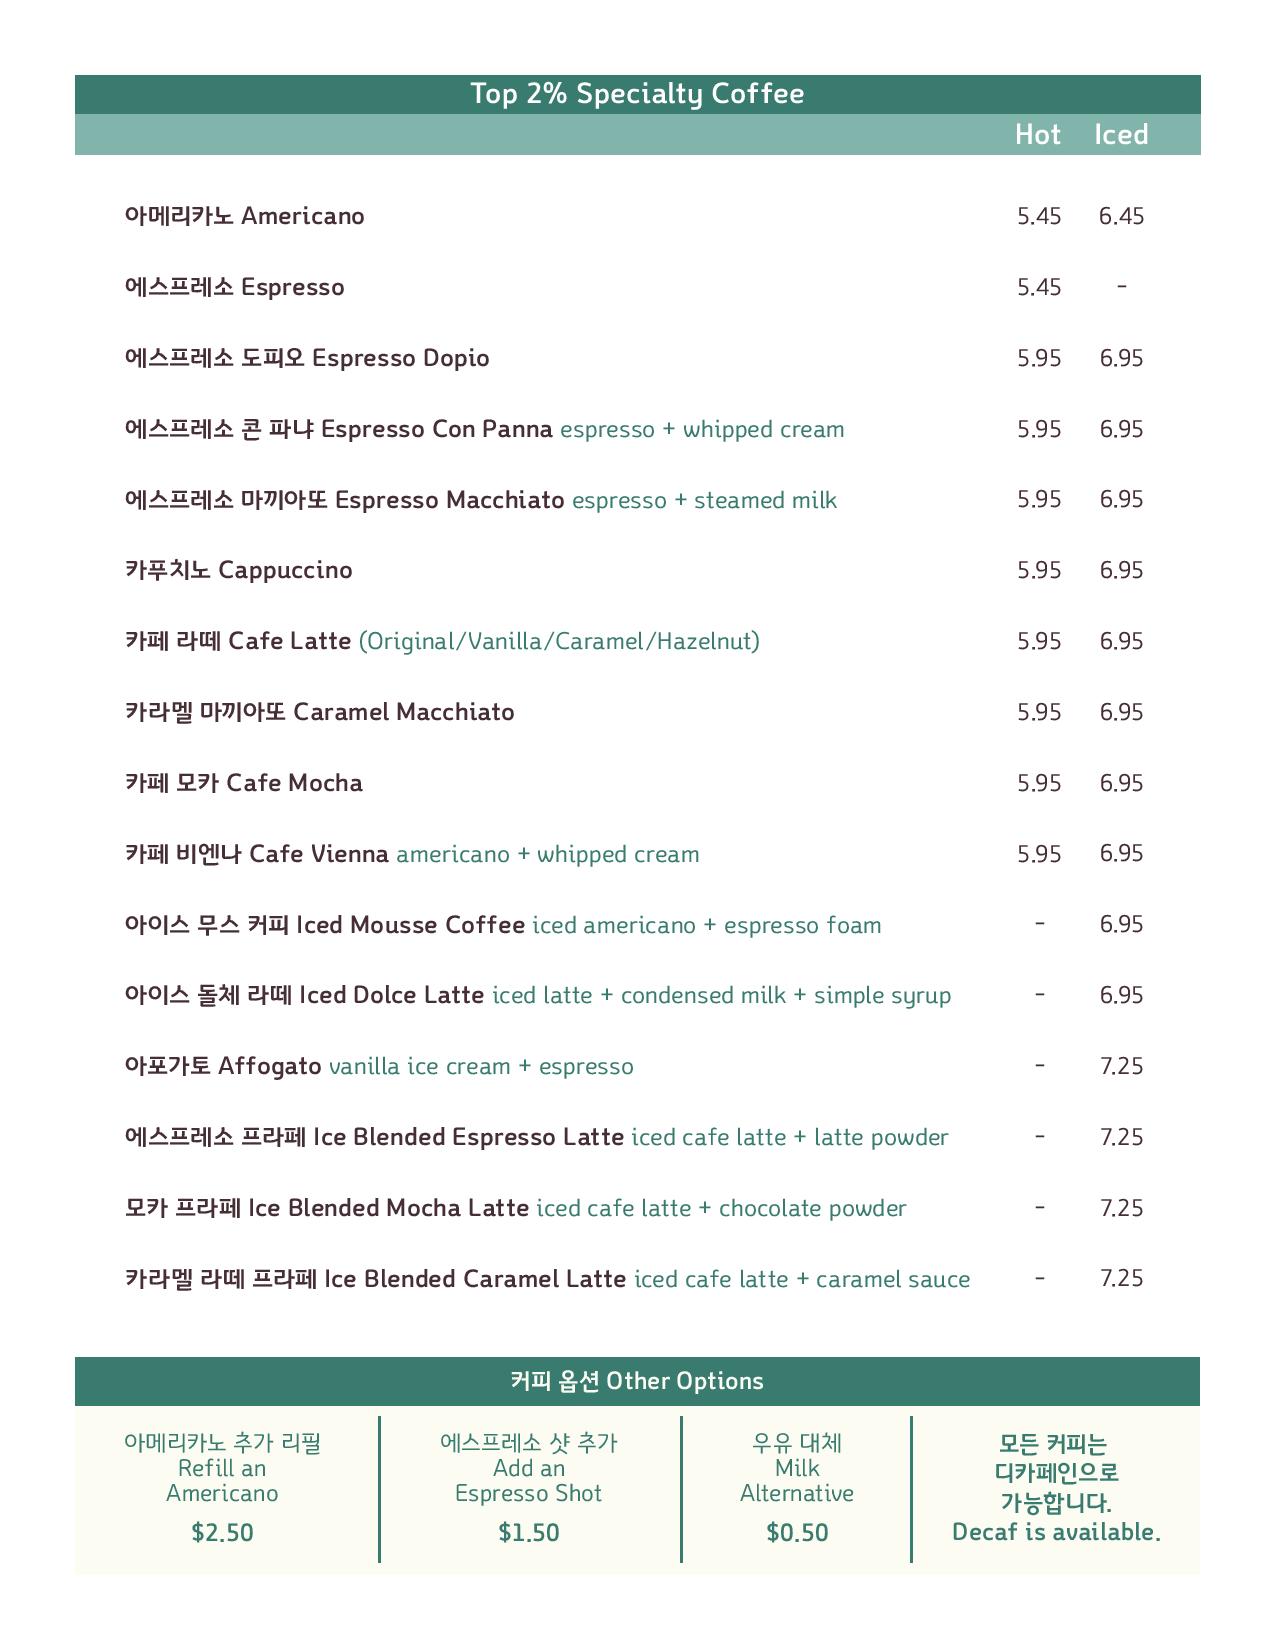 Top 2% Specialty Coffee
Hot Iced
아메리카노 Americano 5.45 6.45
에스프레소 Espresso 5.45 -
에스프레소 도피오 Espresso Dopio 5.95 6.95
에스프레소 콘 파냐 Espresso Con Panna espresso + whipped cream 5.95 6.95
에스프레소 마끼아또 Espresso Macchiato espresso + steamed milk 5.95 6.95
카푸치노 Cappuccino 5.95 6.95
카페 라떼 Cafe Latte (Original/Vanilla/Caramel/Hazelnut) 5.95 6.95
카라멜 마끼아또 Caramel Macchiato 5.95 6.95
카페 모카 Cafe Mocha 5.95 6.95
카페 비엔나 Cafe Vienna americano + whipped cream 5.95 6.95
아이스 무스 커피 Iced Mousse Coffee iced americano + espresso foam - 6.95
아이스 돌체 라떼 Iced Dolce Latte iced latte + condensed milk + simple syrup - 6.95
아포가토 Affogato vanilla ice cream + espresso - 7.25
에스프레소 프라페 Ice Blended Espresso Latte iced cafe latte + latte powder - 7.25
모카 프라페 Ice Blended Mocha Latte iced cafe latte + chocolate powder - 7.25
카라멜 라떼 프라페 Ice Blended Caramel Latte iced cafe latte + caramel sauce - 7.25
커피 옵션 Other Options
아메리카노 추가 리필
Refill an
Americano
$2.50
에스프레소 샷 추가
Add an
Espresso Shot
$1.50
우유 대체
Milk
Alternative
$0.50
모든 커피는
디카페인으로
가능합니다.
Decaf is available.